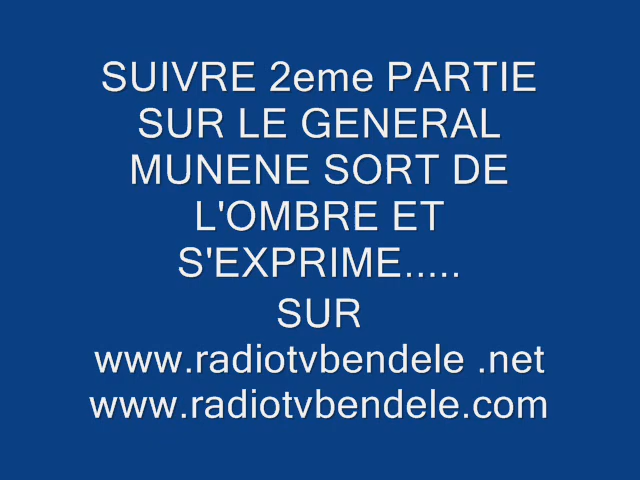 SUIVRE 2eme PARTIE
SUR LE GENERAL
MUNENE SORT DE
L'OMBRE ET
S'EXPRIME.....
SUR
www.radiotvbendele .net
www.radiotvbendele.com